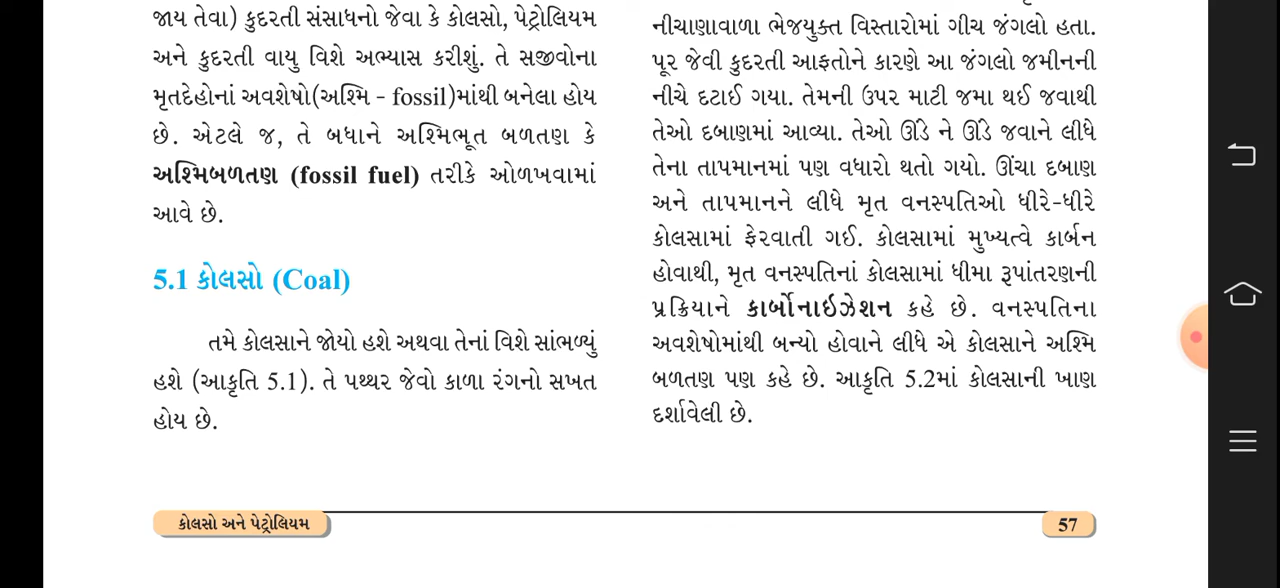 જાય તેવા) કુદરતી સંસાધનો જેવા કે કોલસો, પેટ્રોલિયમ
અને કુદરતી વાયુ વિશે અભ્યાસ કરીશું. તે સજીવોના
મૃતદેહોનાં અવશેષો(અશ્મિ - fossil)માંથી બનેલા હોય
છે. એટલે જ, તે બધાને અશ્મિભૂત બળતણ કે
અશ્મિબળતણ (fossil fuel) તરીકે ઓળખવામાં
આવે છે.
5.1 કોલસો (Coal)
તમે કોલસાને જોયો હશે અથવા તેનાં વિશે સાંભળ્યું
હશે (આકૃતિ 5.1). તે પથ્થર જેવો કાળા રંગનો સખત
હોય છે.
નીચાણવાળા ભેજયુક્ત વિસ્તારોમાં ગીચ જંગલો હતા.
પૂર જેવી કુદરતી આફતોને કારણે આ જંગલો જમીનની
નીચે દટાઈ ગયા. તેમની ઉપર માટી જમા થઈ જવાથી
તેઓ દબાણમાં આવ્યા. તેઓ ઊંડે ને ઊંડે જવાને લીધે
તેના તાપમાનમાં પણ વધારો થતો ગયો. ઊંચા દબાણ
અને તાપમાનને લીધે મૃત વનસ્પતિઓ ધીરે-ધીરે
કોલસામાં ફેરવાતી ગઈ. કોલસામાં મુખ્યત્વે કાર્બન
હોવાથી, મૃત વનસ્પતિનાં કોલસામાં ધીમા રૂપાંતરણની
પ્રક્રિયાને કાર્બોનાઇઝેશન કહે છે. વનસ્પતિના
અવશેષોમાંથી બન્યો હોવાને લીધે એ કોલસાને અશ્મિ
બળતણ પણ કહે છે. આકૃતિ 5.2માં કોલસાની ખાણ
દર્શાવેલી છે.
કોલસો અને પેટ્રોલિયમ
57